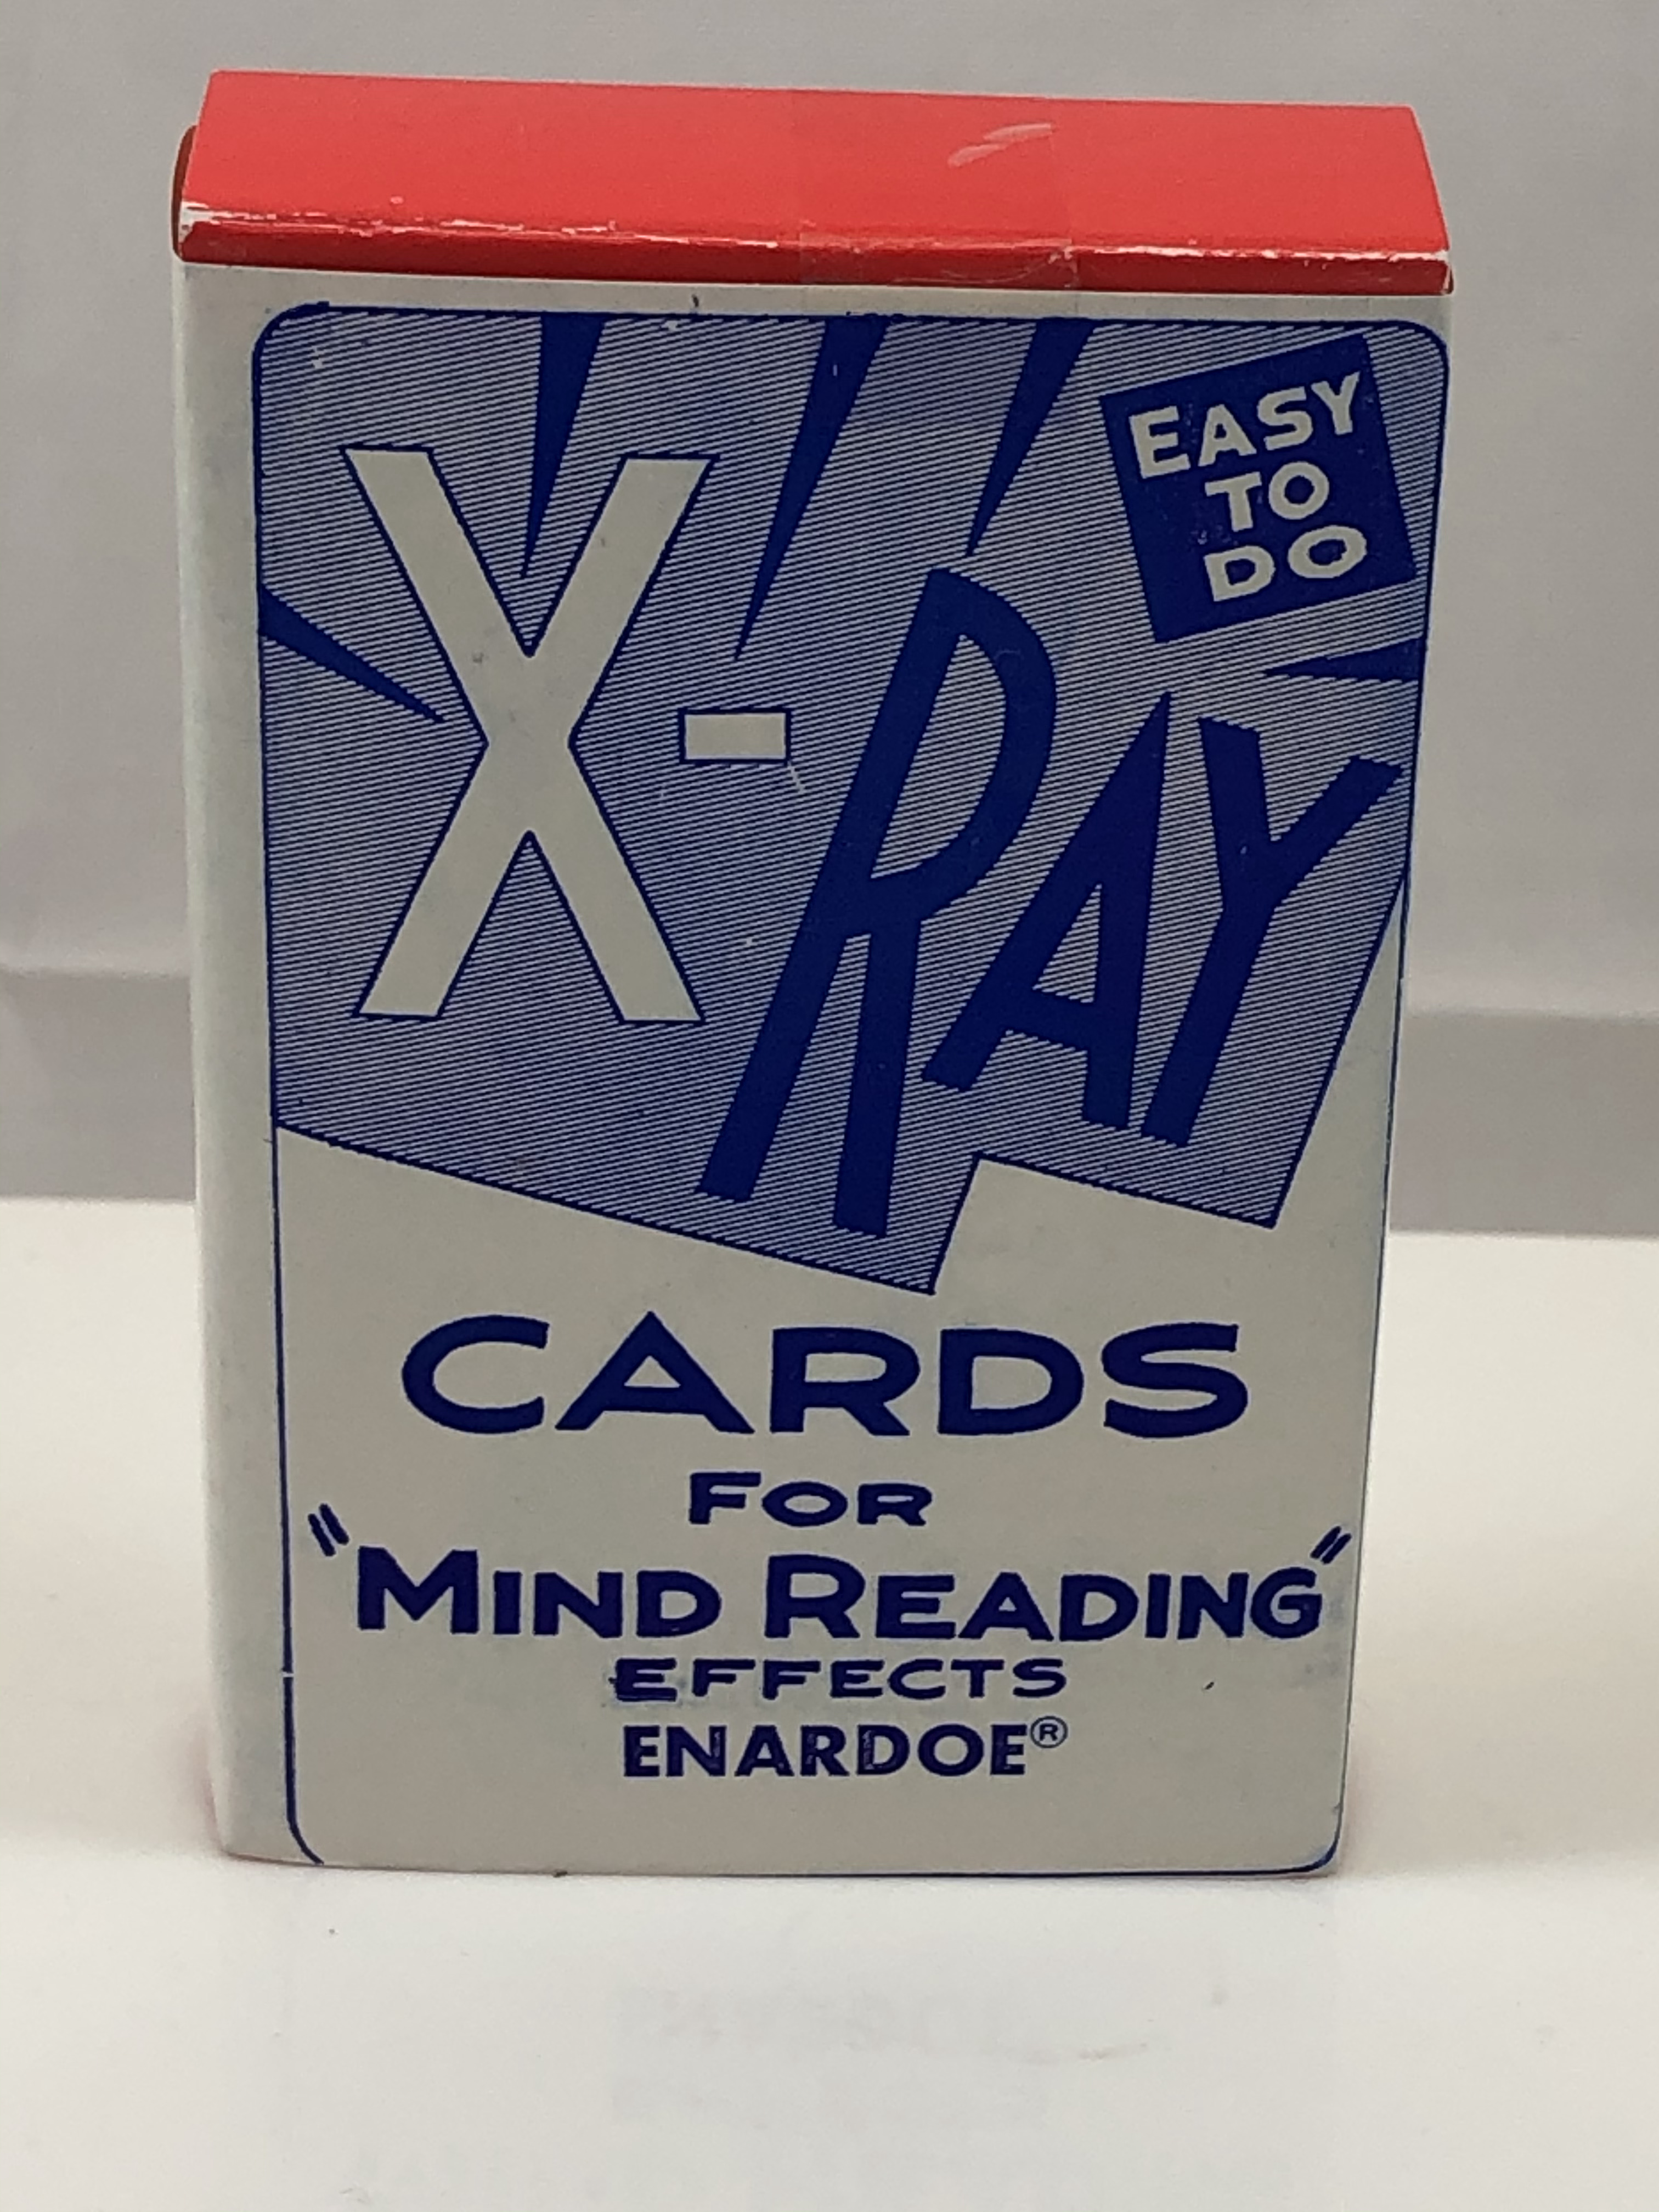 EASY
TO
DO
X-RAY
CARDS
FOR
"MIND READING"
EFFECTS
ENARDOE®